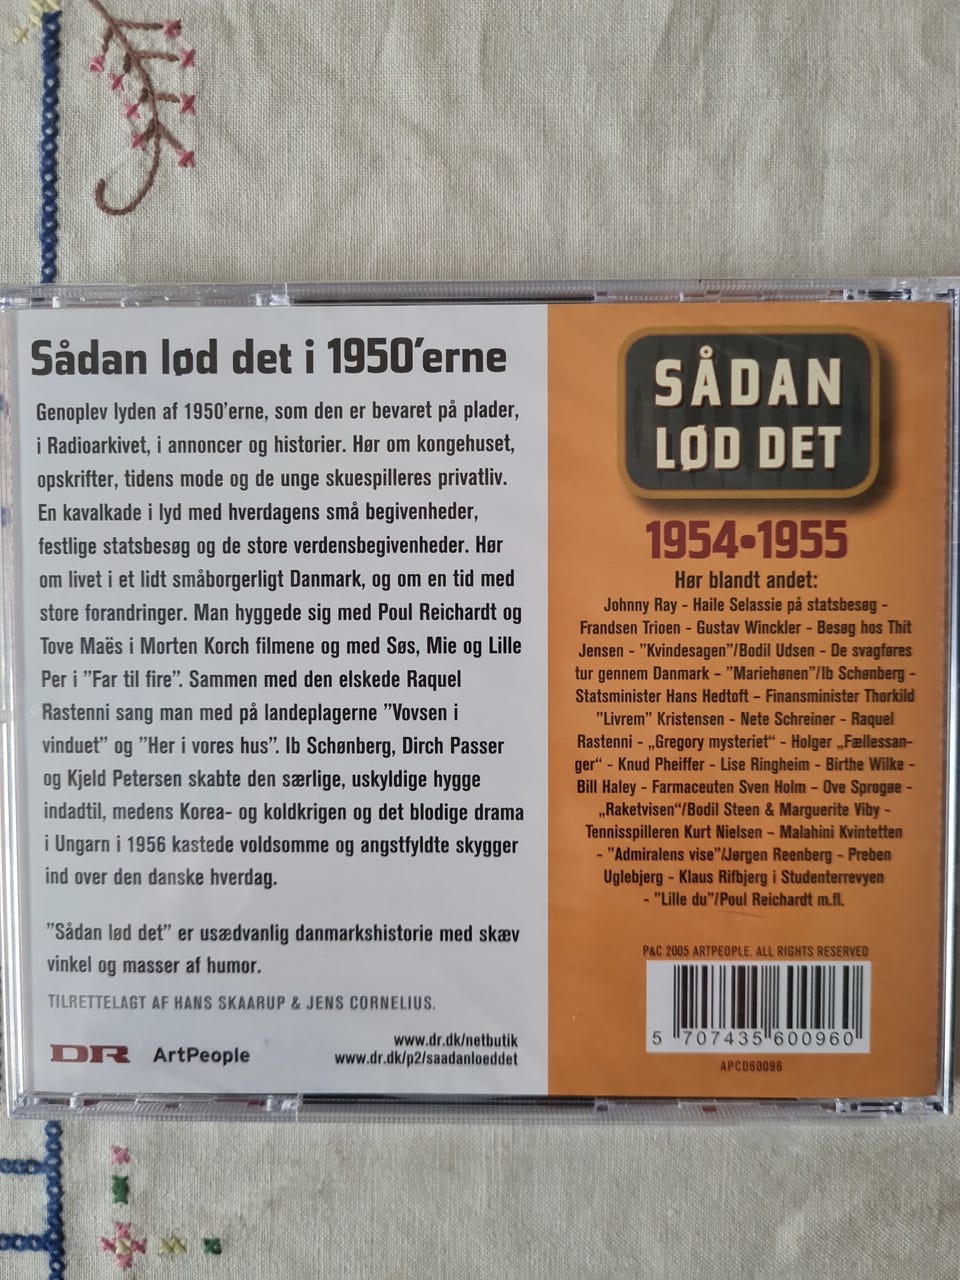 Sådan lød det i 1950'erne
Genoplev lyden af 1950'erne, som den er bevaret på plader,
i Radioarkivet, i annoncer og historier. Hør om kongehuset,
opskrifter, tidens mode og de unge skuespilleres privatliv.
En kavalkade i lyd med hverdagens små begivenheder,
festlige statsbesøg og de store verdensbegivenheder. Hør
om livet i et lidt småborgerligt Danmark, og om en tid med
store forandringer. Man hyggede sig med Poul Reichardt og
Tove Maës i Morten Korch filmene og med Søs, Mie og Lille
Per i ”Far til fire”. Sammen med den elskede Raquel
Rastenni sang man med på landeplagerne ”Vovsen i
vinduet” og ”Her i vores hus”. Ib Schønberg, Dirch Passer
og Kjeld Petersen skabte den særlige, uskyldige hygge
indadtil, medens Korea- og koldkrigen og det blodige drama
i Ungarn i 1956 kastede voldsomme og angstfyldte skygger
ind over den danske hverdag.
”Sådan lød det” er usædvanlig danmarkshistorie med skæv
vinkel og masser af humor.
TILRETTELAGT AF HANS SKAARUP & JENS CORNELIUS.
DR ArtPeople
www.dr.dk/netbutik
www.dr.dk/p2/saadanloeddet
SÅDAN
LØD DET
1954•1955
Hør blandt andet:
Johnny Ray - Haile Selassie på statsbesøg -
Frandsen Trioen - Gustav Winckler - Besøg hos Thit
Jensen - ”Kvindesagen”/Bodil Udsen - De svagføres
tur gennem Danmark - ”Mariehønen”/Ib Schønberg -
Statsminister Hans Hedtoft - Finansminister Thorkild
”Livrem” Kristensen - Nete Schreiner - Raquel
Rastenni - „Gregory mysteriet“ - Holger „Fællessan-
ger“ - Knud Pheiffer - Lise Ringheim - Birthe Wilke -
Bill Haley - Farmaceuten Sven Holm - Ove Sprogøe -
„Raketvisen“/Bodil Steen & Marguerite Viby -
Tennisspilleren Kurt Nielsen - Malahini Kvintetten
- ”Admiralens vise”/Jørgen Reenberg - Preben
Uglebjerg - Klaus Rifbjerg i Studenterrevyen
- ”Lille du”/Poul Reichardt m.fl.
P&C 2005 ARTPEOPLE. ALL RIGHTS RESERVED
5 707435 600960
APCD60096